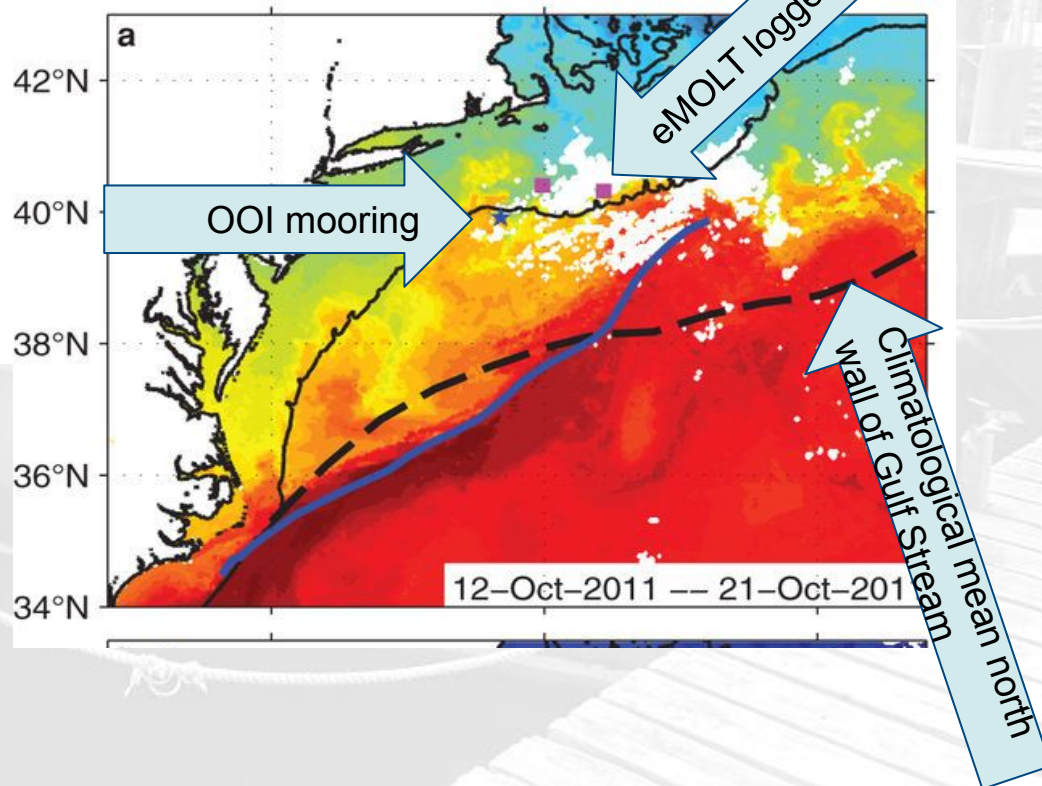 a
42°N
40°N
38°N
36°N
34°N
eMOLT
OOI mooring
Climatological mean north
wall of Gulf Stream
12–Oct–2011 –– 21–Oct–201